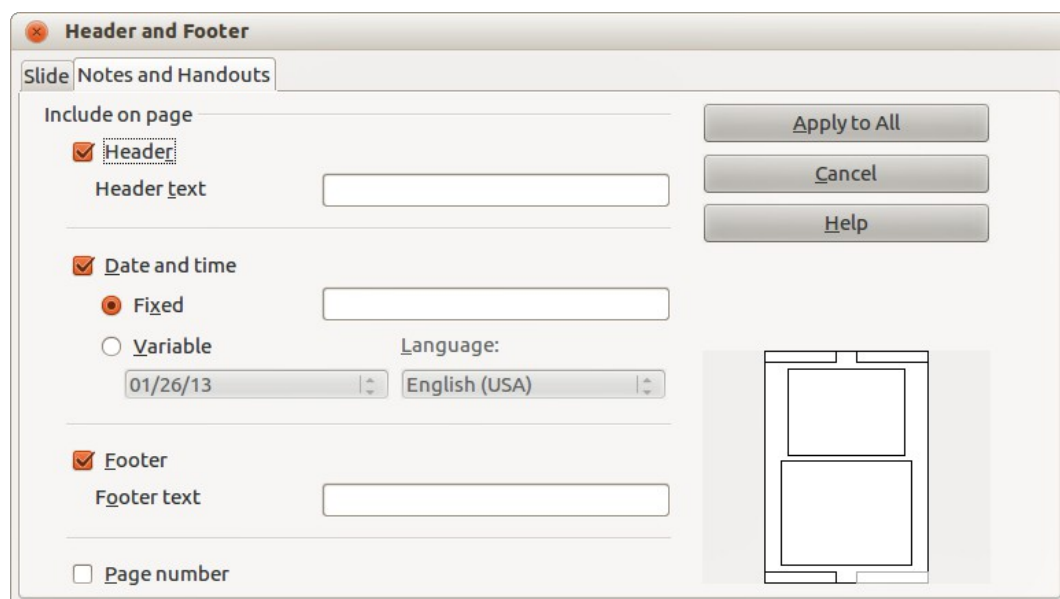 Header and Footer
Slide Notes and Handouts
Include on page
Header
Header text
Date and time
Fixed
Variable
Language:
01/26/13
English (USA)
Footer
Footer text
Page number
Apply to All
Cancel
Help